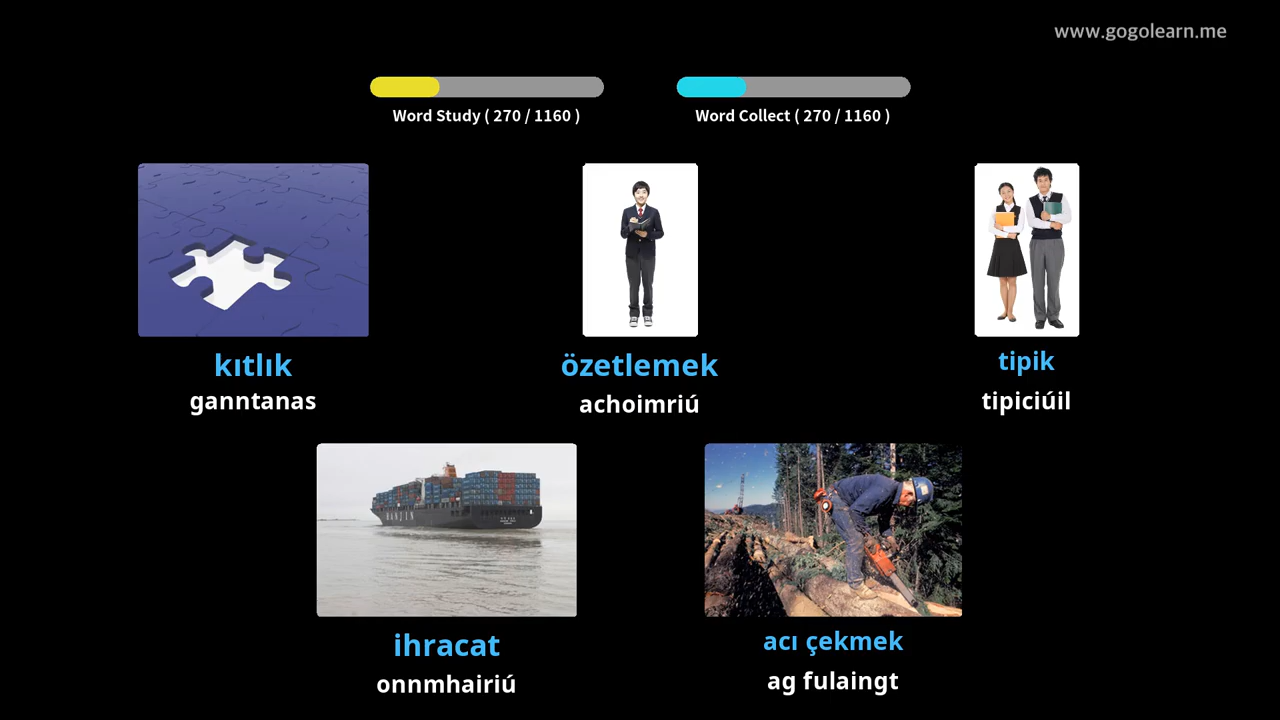 www.gogolearn.me
Word Study ( 270 / 1160 )
Word Collect ( 270 / 1160 )
kıtlık
ganntanas
özetlemek
achoimriú
tipik
tipiciúil
HANJIN
ihracat
onnmhairiú
acı çekmek
ag fulaingt